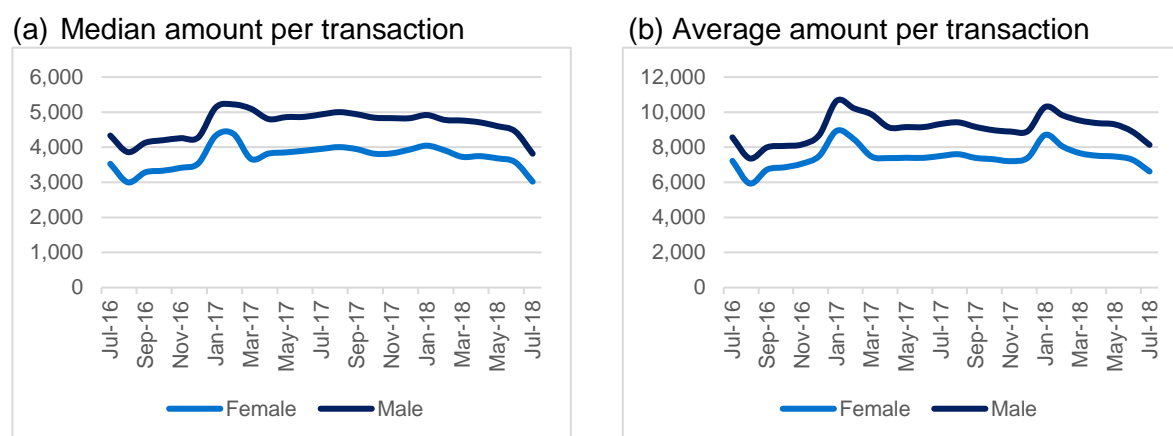 (a) Median amount per transaction
6,000
5,000
4,000
3,000
2,000
1,000
0
Jul-16
Sep-16
Nov-16
Jan-17
Mar-17
May-17
Jul-17
Sep-17
Nov-17
Jan-18
Mar-18
May-18
Jul-18
Female Male
(b) Average amount per transaction
12,000
10,000
8,000
6,000
4,000
2,000
0
Jul-16
Sep-16
Nov-16
Jan-17
Mar-17
May-17
Jul-17
Sep-17
Nov-17
Jan-18
Mar-18
May-18
Jul-18
Female Male